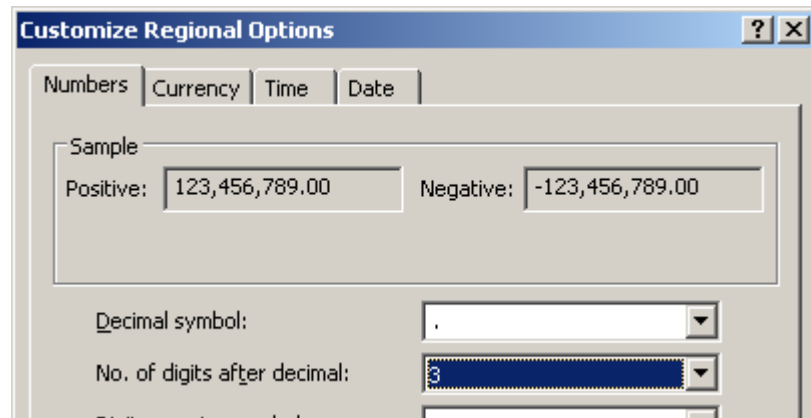 Customize Regional Options
Numbers Currency Time Date
Sample
Positive: 123,456,789.00 Negative: -123,456,789.00
Decimal symbol: .
No. of digits after decimal: 3